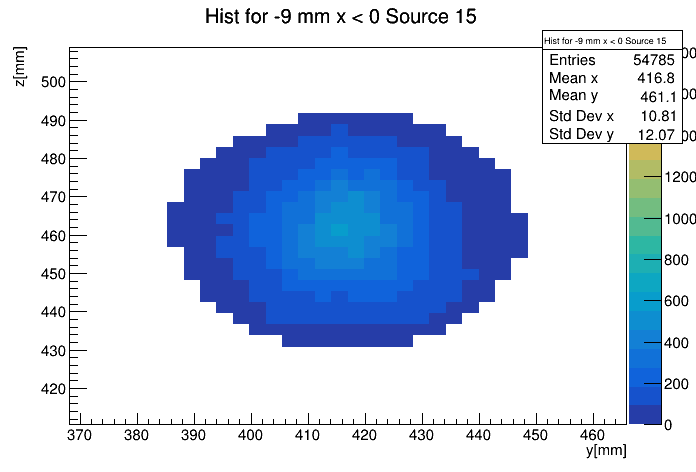 Hist for -9 mm x < 0 Source 15
Hist for -9 mm x < 0 Source 15
Entries 54785
Mean x 416.8
Mean y 461.1
Std Dev x 10.81
Std Dev y 12.07
z[mm]
500
490
480
470
460
450
440
430
420
370 380 390 400 410 420 430 440 450 460
y[mm]
1200
1000
800
600
400
200
0